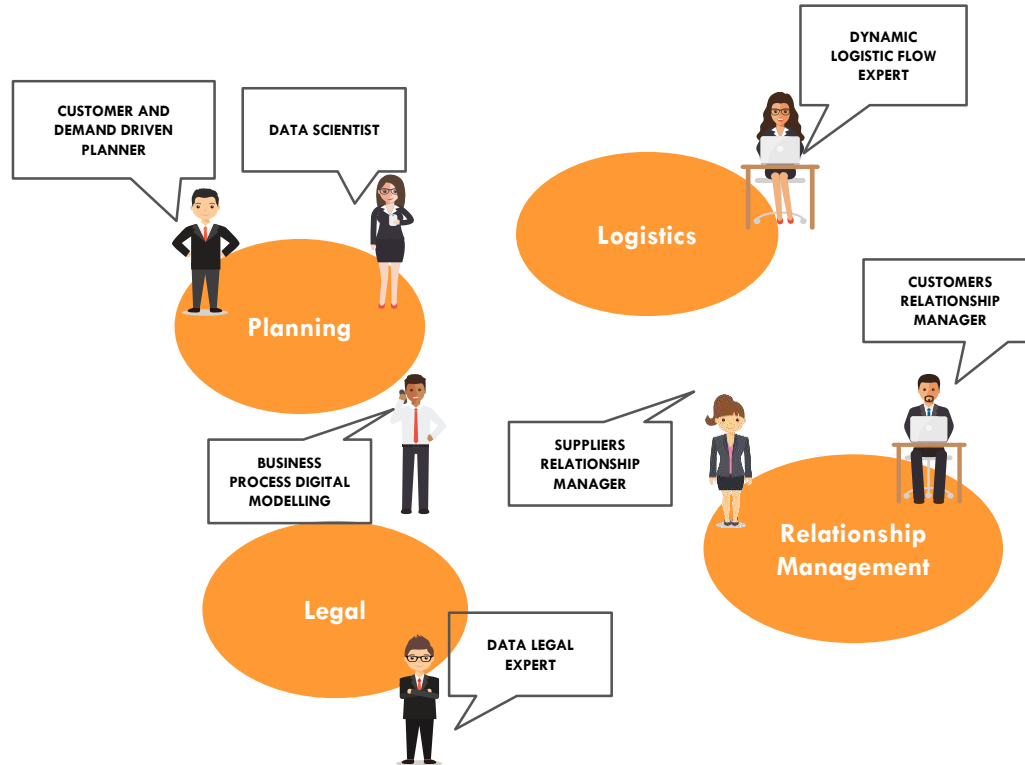 CUSTOMER AND
DEMAND DRIVEN
PLANNER
DATA SCIENTIST
DYNAMIC
LOGISTIC FLOW
EXPERT
Logistics
Planning
CUSTOMERS
RELATIONSHIP
MANAGER
BUSINESS
PROCESS DIGITAL
MODELLING
SUPPLIERS
RELATIONSHIP
MANAGER
Relationship
Management
Legal
DATA LEGAL
EXPERT